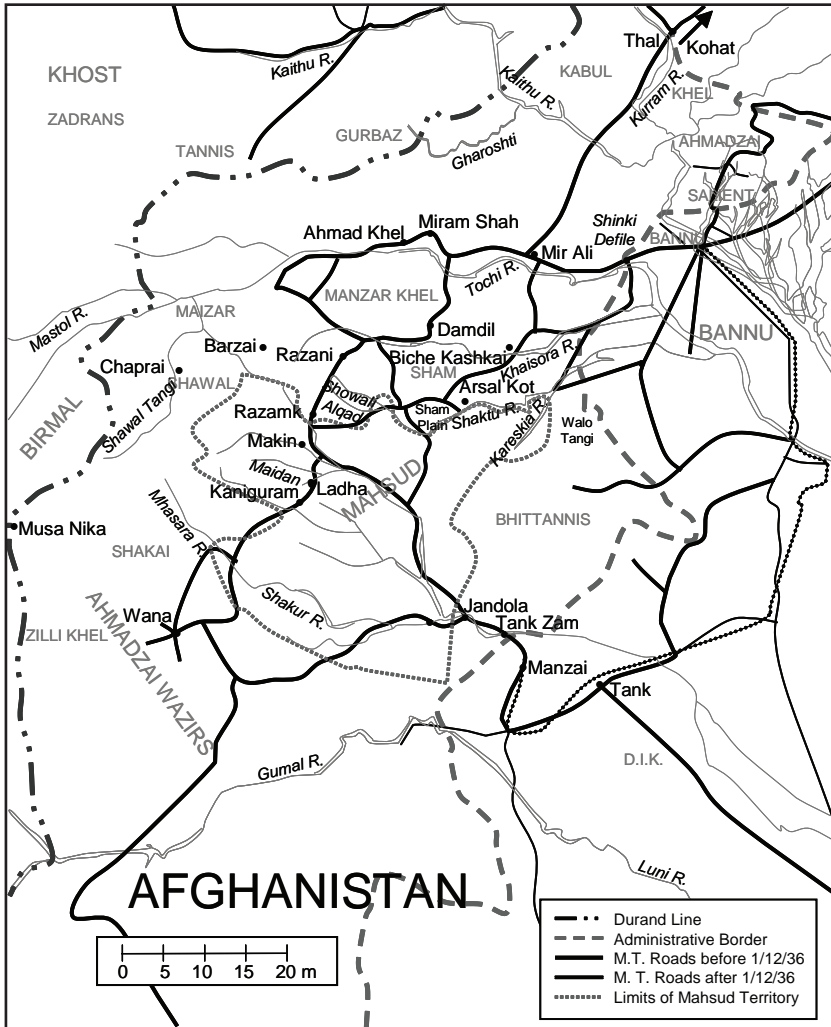 Thal
Kohat
Kaithu R.
KABUL
KHOST
Kaithu R.
Kurram R.
KHEL
ZADRANS
GURBAZ
AHMADZAI
TANNIS
Gharoshti
Shinki
Defile
Miram Shah
Ahmad Khel
BANNU
Mir Ali
Tochi R.
MANZAR KHEL
MAIZAR
Mastol R.
Damdil
BANNU
Barzai
Razani
Biche Kashkai
Khaisora R.
Chaprai
SHAWAL
SHAM
Arsal Kot
Shawal Tangi
Showali
Algad
Razamk
Sham
Plain
Shaktu R.
BIRMAL
Walo
Tangi
Makin
Kareskia R.
Maidan
MAHSUD
Kaniguram
Ladha
Musa Nika
Mhasara R.
BHITTANNIS
SHAKAI
Shakur R.
Jandola
Wana
Tank Zam
ZILLI KHEL
AHMADZAI WAZIRS
Manzai
Tank
Gumal R.
D.I.K.
Luni R.
AFGHANISTAN
0 5 10 15 20 m
Durand Line
Administrative Border
M.T. Roads before 1/12/36
M. T. Roads after 1/12/36
Limits of Mahsud Territory